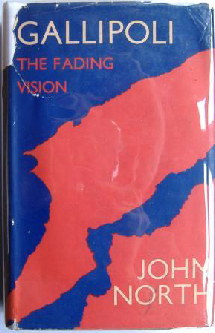 GALLIPOLI
THE FADING
VISION
JOHN
NORTH